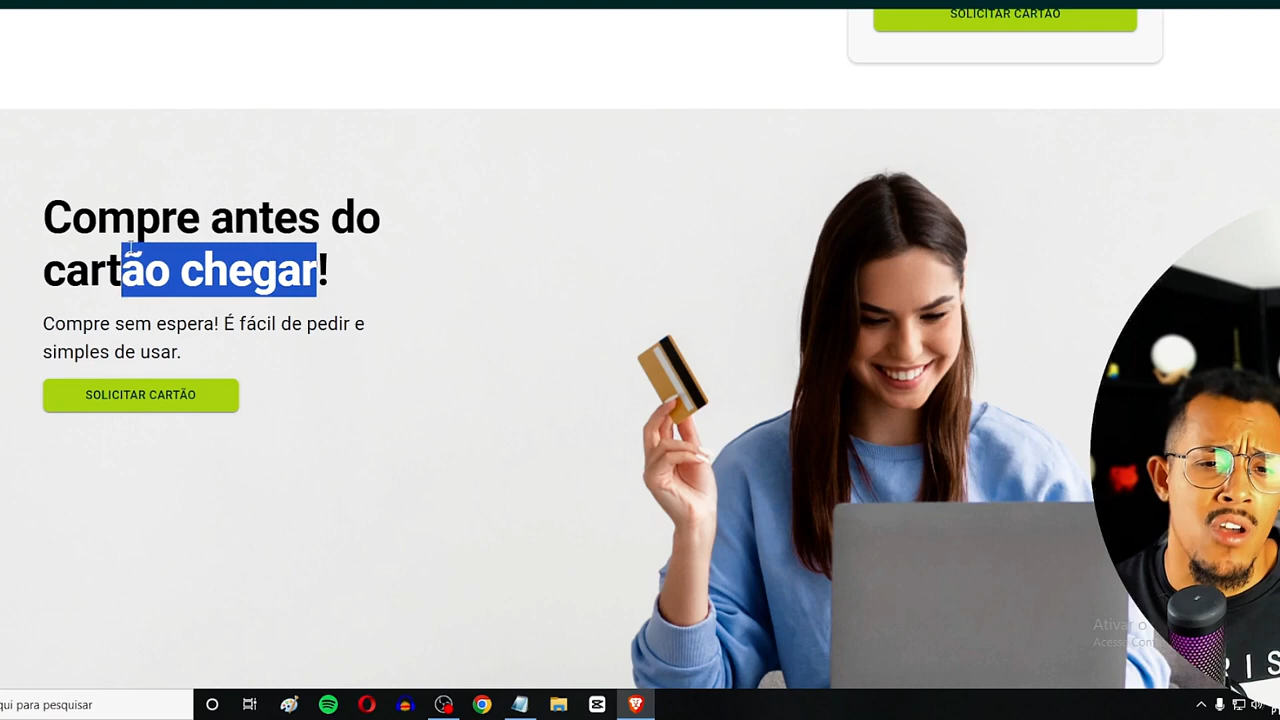 SOLICITAR CARTÃO
Compre antes do
cartão chegar!
Compre sem espera! É fácil de pedir e
simples de usar.
SOLICITAR CARTÃO
Ativar o
qui para pesquisar